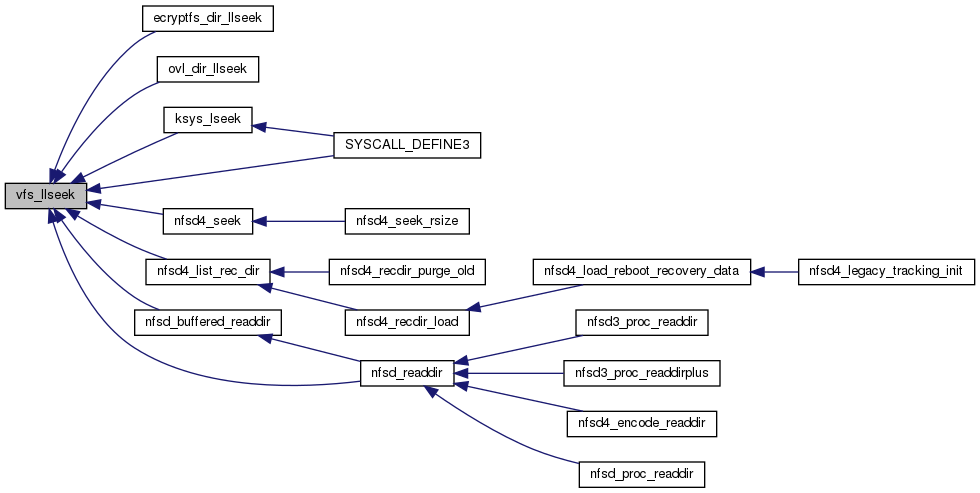 ecryptfs_dir_llseek
ovl_dir_llseek
ksys_lseek
SYSCALL_DEFINE3
vfs_llseek
nfsd4_seek
nfsd4_seek_rsize
nfsd4_list_rec_dir
nfsd4_recdir_purge_old
nfsd4_load_reboot_recovery_data
nfsd4_legacy_tracking_init
nfsd_buffered_readdir
nfsd4_recdir_load
nfsd3_proc_readdir
nfsd_readdir
nfsd3_proc_readdirplus
nfsd4_encode_readdir
nfsd_proc_readdir